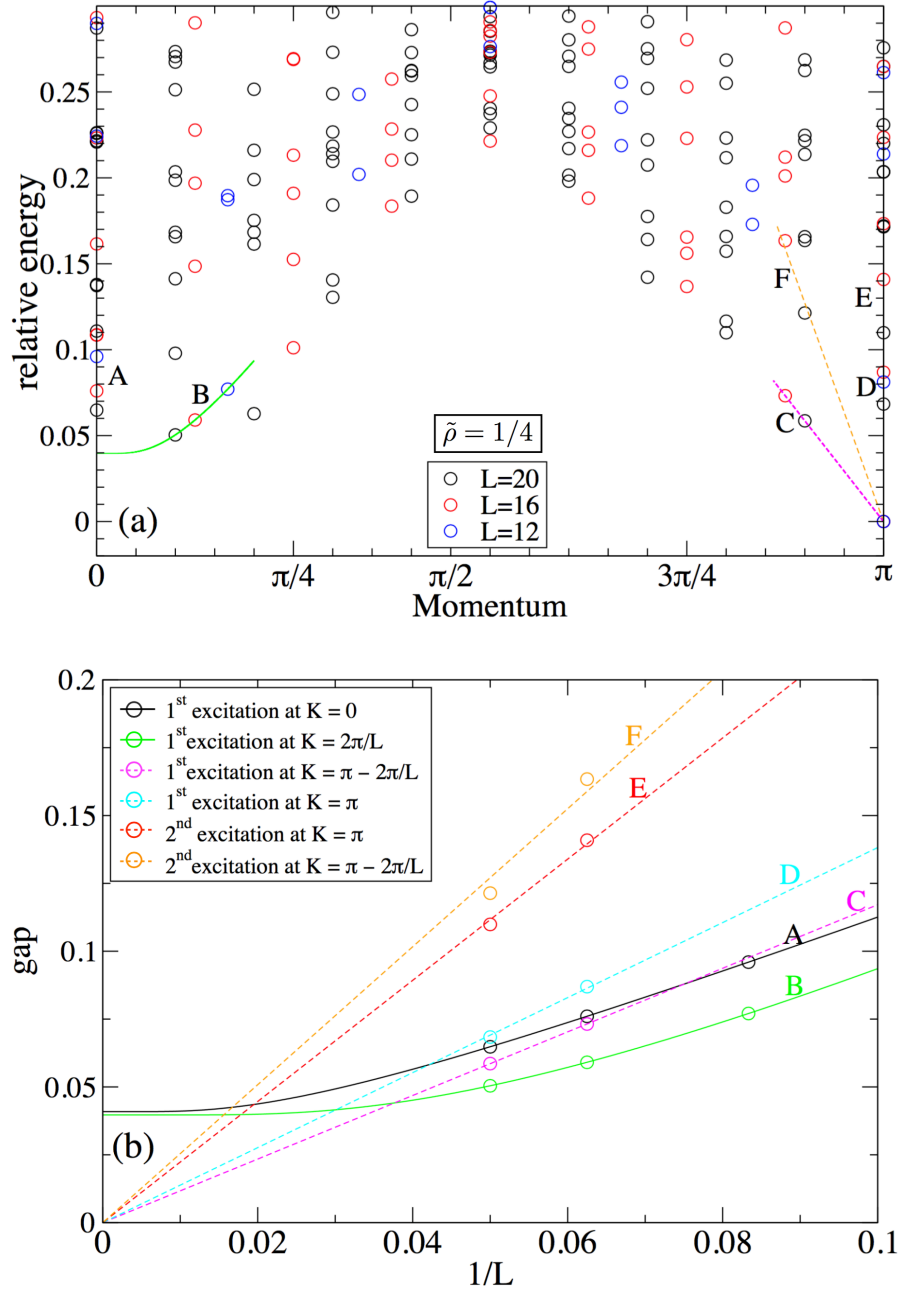 relative energy
0.25
0.2
0.15
0.1
0.05
0
A
B
C
D
E
F
(a)
ρ̃ = 1/4
L=20
L=16
L=12
0 π/4 π/2 3π/4 π
Momentum
gap
0.2
0.15
0.1
0.05
0
1st excitation at K = 0
1st excitation at K = 2π/L
1st excitation at K = π − 2π/L
1st excitation at K = π
2nd excitation at K = π
2nd excitation at K = π − 2π/L
F
E
D
C
A
B
(b)
0 0.02 0.04 0.06 0.08 0.1
1/L